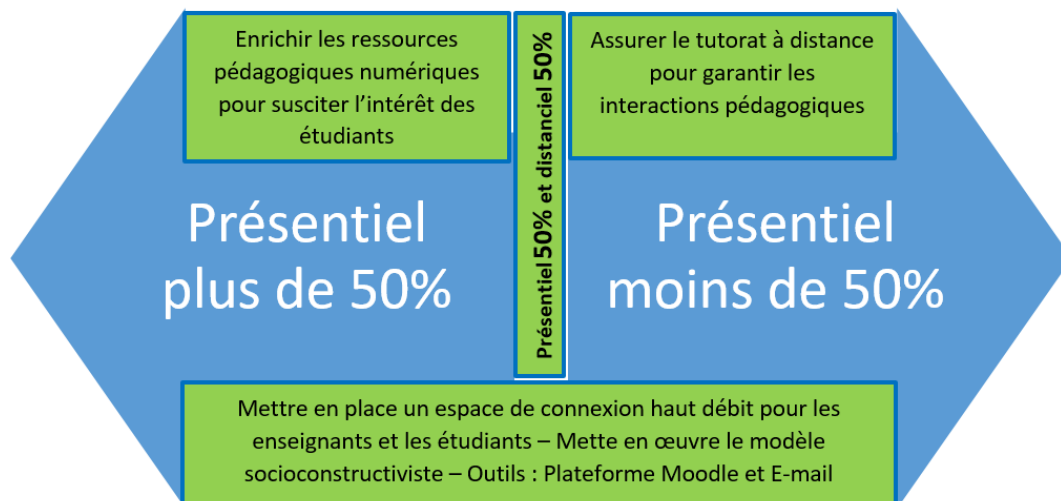 Enrichir les ressources
pédagogiques numériques
pour susciter l’intérêt des
étudiants
Présentiel 50% et distanciel 50%
Assurer le tutorat à distance
pour garantir les
interactions pédagogiques
Présentiel
plus de 50%
Présentiel
moins de 50%
Mettre en place un espace de connexion haut débit pour les
enseignants et les étudiants – Mette en œuvre le modèle
socioconstructiviste – Outils : Plateforme Moodle et E-mail